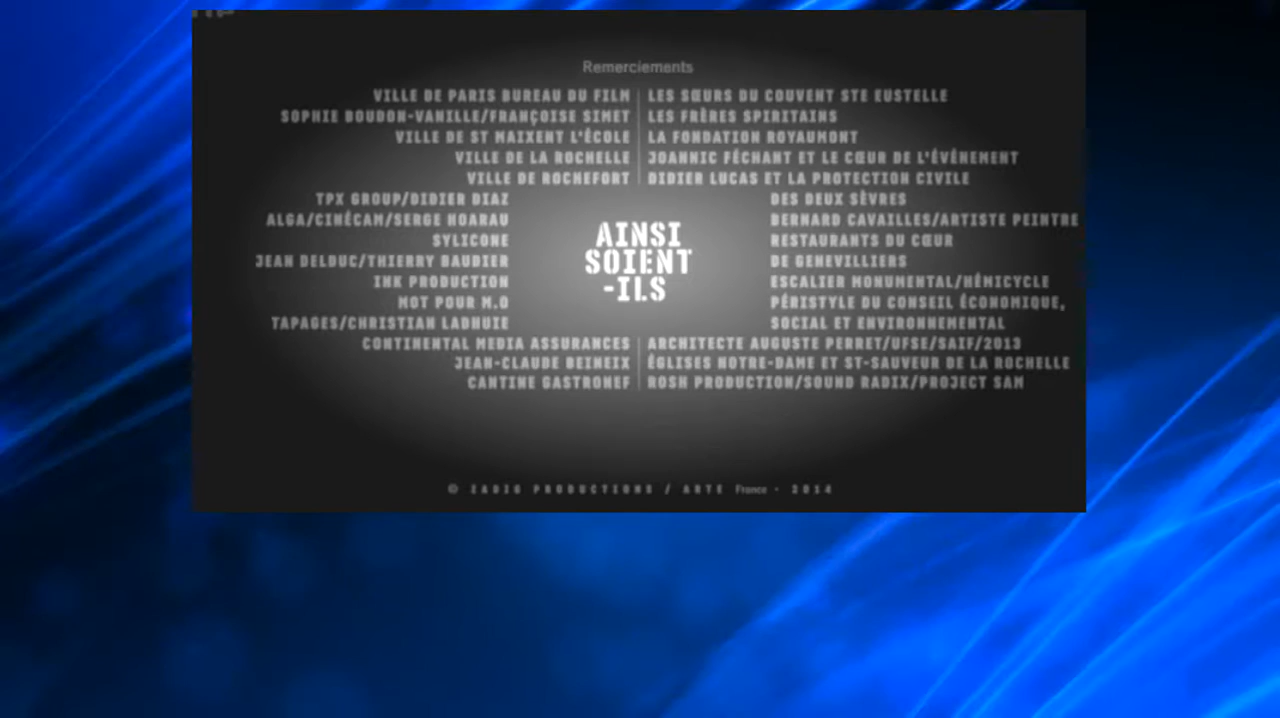 Remerciements
VILLE DE PARIS BUREAU DU FILM
SOPHIE BOUDON-VANILLE/FRANÇOISE SIMET
VILLE DE ST MAIXENT L'ÉCOLE
VILLE DE LA ROCHELLE
VILLE DE ROCHEFORT
TPX GROUP/DIDIER DIAZ
ALGA/CINÉCAM/SERGE HOARAU
SYLICONE
JEAN DELDUC/THIERRY BAUDIER
INK PRODUCTION
MOT POUR M.O
TAPAGES/CHRISTIAN LADHUIE
CONTINENTAL MEDIA ASSURANCES
JEAN-CLAUDE BEINEIX
CANTINE GASTRONEF
LES SŒURS DU COUVENT STE EUSTELLE
LES FRÈRES SPIRITAINS
LA FONDATION ROYAUMONT
JOANNIC FÉCHANT ET LE CŒUR DE L'ÉVÉNEMENT
DIDIER LUCAS ET LA PROTECTION CIVILE
DES DEUX SÈVRES
BERNARD CAVAILLES/ARTISTE PEINTRE
RESTAURANTS DU CŒUR
DE GENEVILLIERS
ESCALIER MONUMENTAL/HÉMICYCLE
PÉRISTYLE DU CONSEIL ÉCONOMIQUE,
SOCIAL ET ENVIRONNEMENTAL
ARCHITECTE AUGUSTE PERRET/UFSE/SAIF/2013
ÉGLISES NOTRE-DAME ET ST-SAUVEUR DE LA ROCHELLE
ROSH PRODUCTION/SOUND RADIX/PROJECT SAM
AINSI
SOIENT
-ILS
© ZADIG PRODUCTIONS / ARTE France - 2014